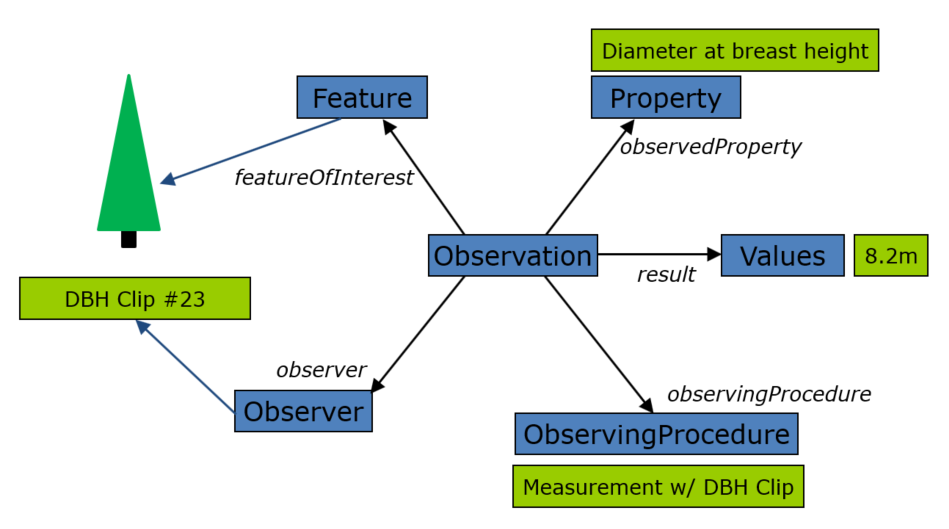 Diameter at breast height
Feature
Property
observedProperty
featureOfInterest
Observation
Values
8.2m
result
DBH Clip #23
observer
observingProcedure
Observer
ObservingProcedure
Measurement w/ DBH Clip